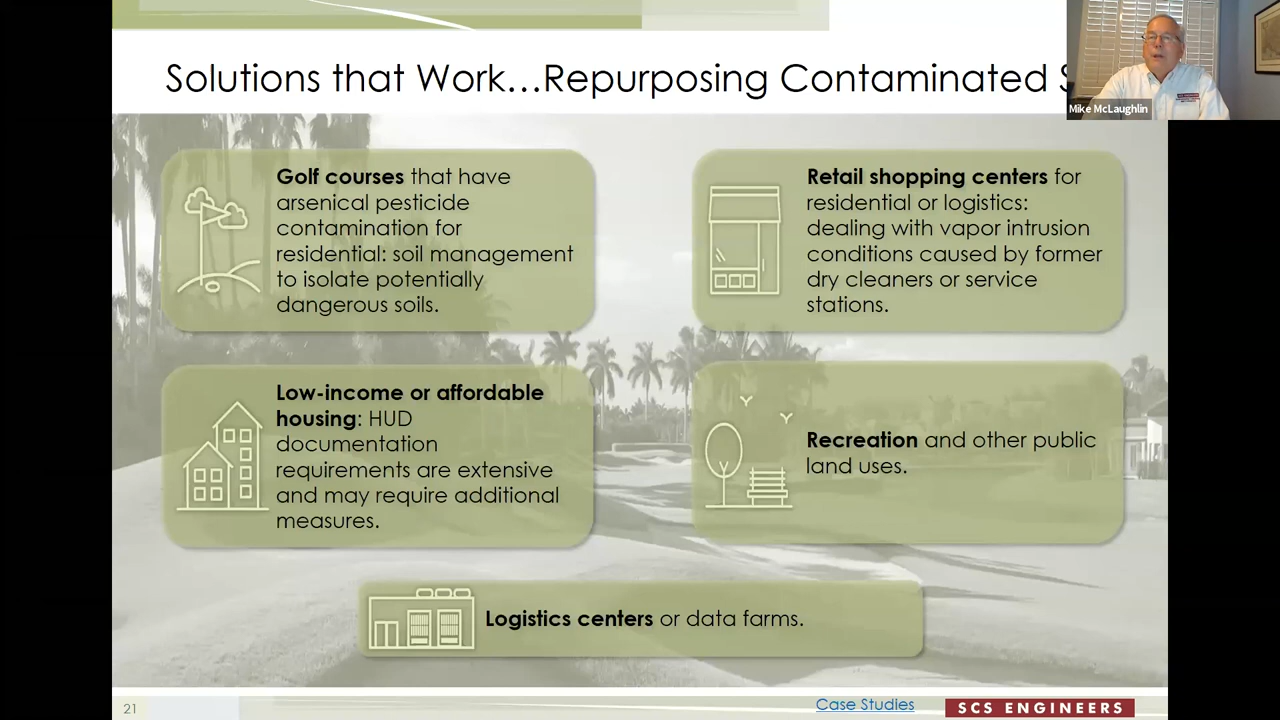 Solutions that Work...Repurposing Contaminated
Mike McLaughlin
Golf courses that have
arsenical pesticide
contamination for
residential: soil management
to isolate potentially
dangerous soils.
Retail shopping centers for
residential or logistics:
dealing with vapor intrusion
conditions caused by former
dry cleaners or service
stations.
Low-income or affordable
housing: HUD
documentation
requirements are extensive
and may require additional
measures.
Recreation and other public
land uses.
Logistics centers or data farms.
21
Case Studies
SCS ENGINEERS